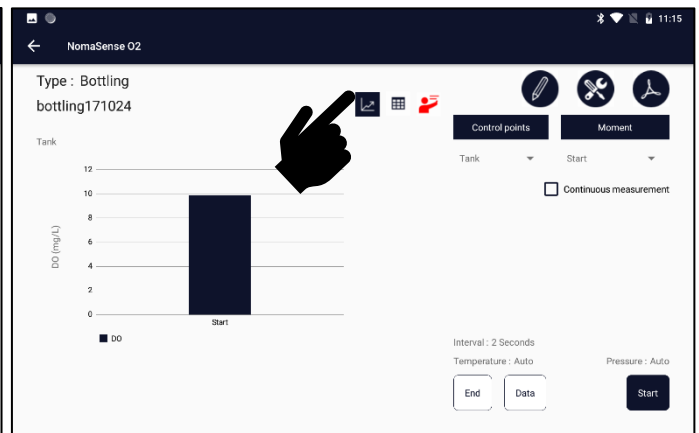 11:15
NomaSense O2
Type : Bottling
bottling171024
Control points
Moment
Tank
Start
Continuous measurement
Tank
12
10
8
6
4
2
0
DO (mg/L)
Start
DO
Interval : 2 Seconds
Temperature : Auto
Pressure : Auto
End
Data
Start